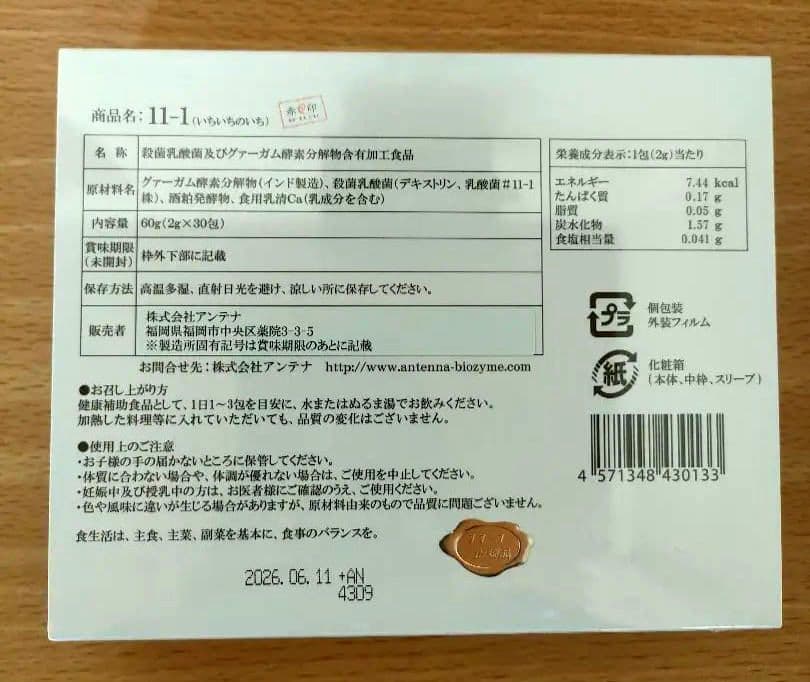 商品名：11-1（いちいちのいち）
赤印
名 称 殺菌乳酸菌及びグァーガム酵素分解物含有加工食品
原材料名 グァーガム酵素分解物（インド製造）、殺菌乳酸菌（デキストリン、乳酸菌#11-1
株）、酒粕発酵物、食用乳清Ca（乳成分を含む）
内容量 60g（2g×30包）
賞味期限
（未開封） 枠外下部に記載
保存方法 高温多湿、直射日光を避け、涼しい所に保存してください。
販売者 株式会社アンテナ
福岡県福岡市中央区薬院3-3-5
※製造所固有記号は賞味期限のあとに記載
お問合せ先：株式会社アンテナ http://www.antenna-biozyme.com
栄養成分表示：1包（2g）当たり
エネルギー 7.44 kcal
たんぱく質 0.17 g
脂質 0.05 g
炭水化物 1.57 g
食塩相当量 0.041 g
プラ
個包装
外装フィルム
紙
化粧箱
（本体、中枠、スリーブ）
4 571348 430133
●お召し上がり方
健康補助食品として、1日1～3包を目安に、水またはぬるま湯でお飲みください。
加熱した料理等に入れていただいても、品質の変化はございません。
●使用上のご注意
・お子様の手の届かないところに保管してください。
・体質に合わない場合や、体調が優れない場合は、ご使用を中止してください。
・妊娠中及び授乳中の方は、お医者様にご確認のうえ、ご使用ください。
・色や風味に違いが生じる場合がありますが、原材料由来のもので品質に問題ございません。
食生活は、主食、主菜、副菜を基本に、食事のバランスを。
11-1
2026.06.11 +AN
4309